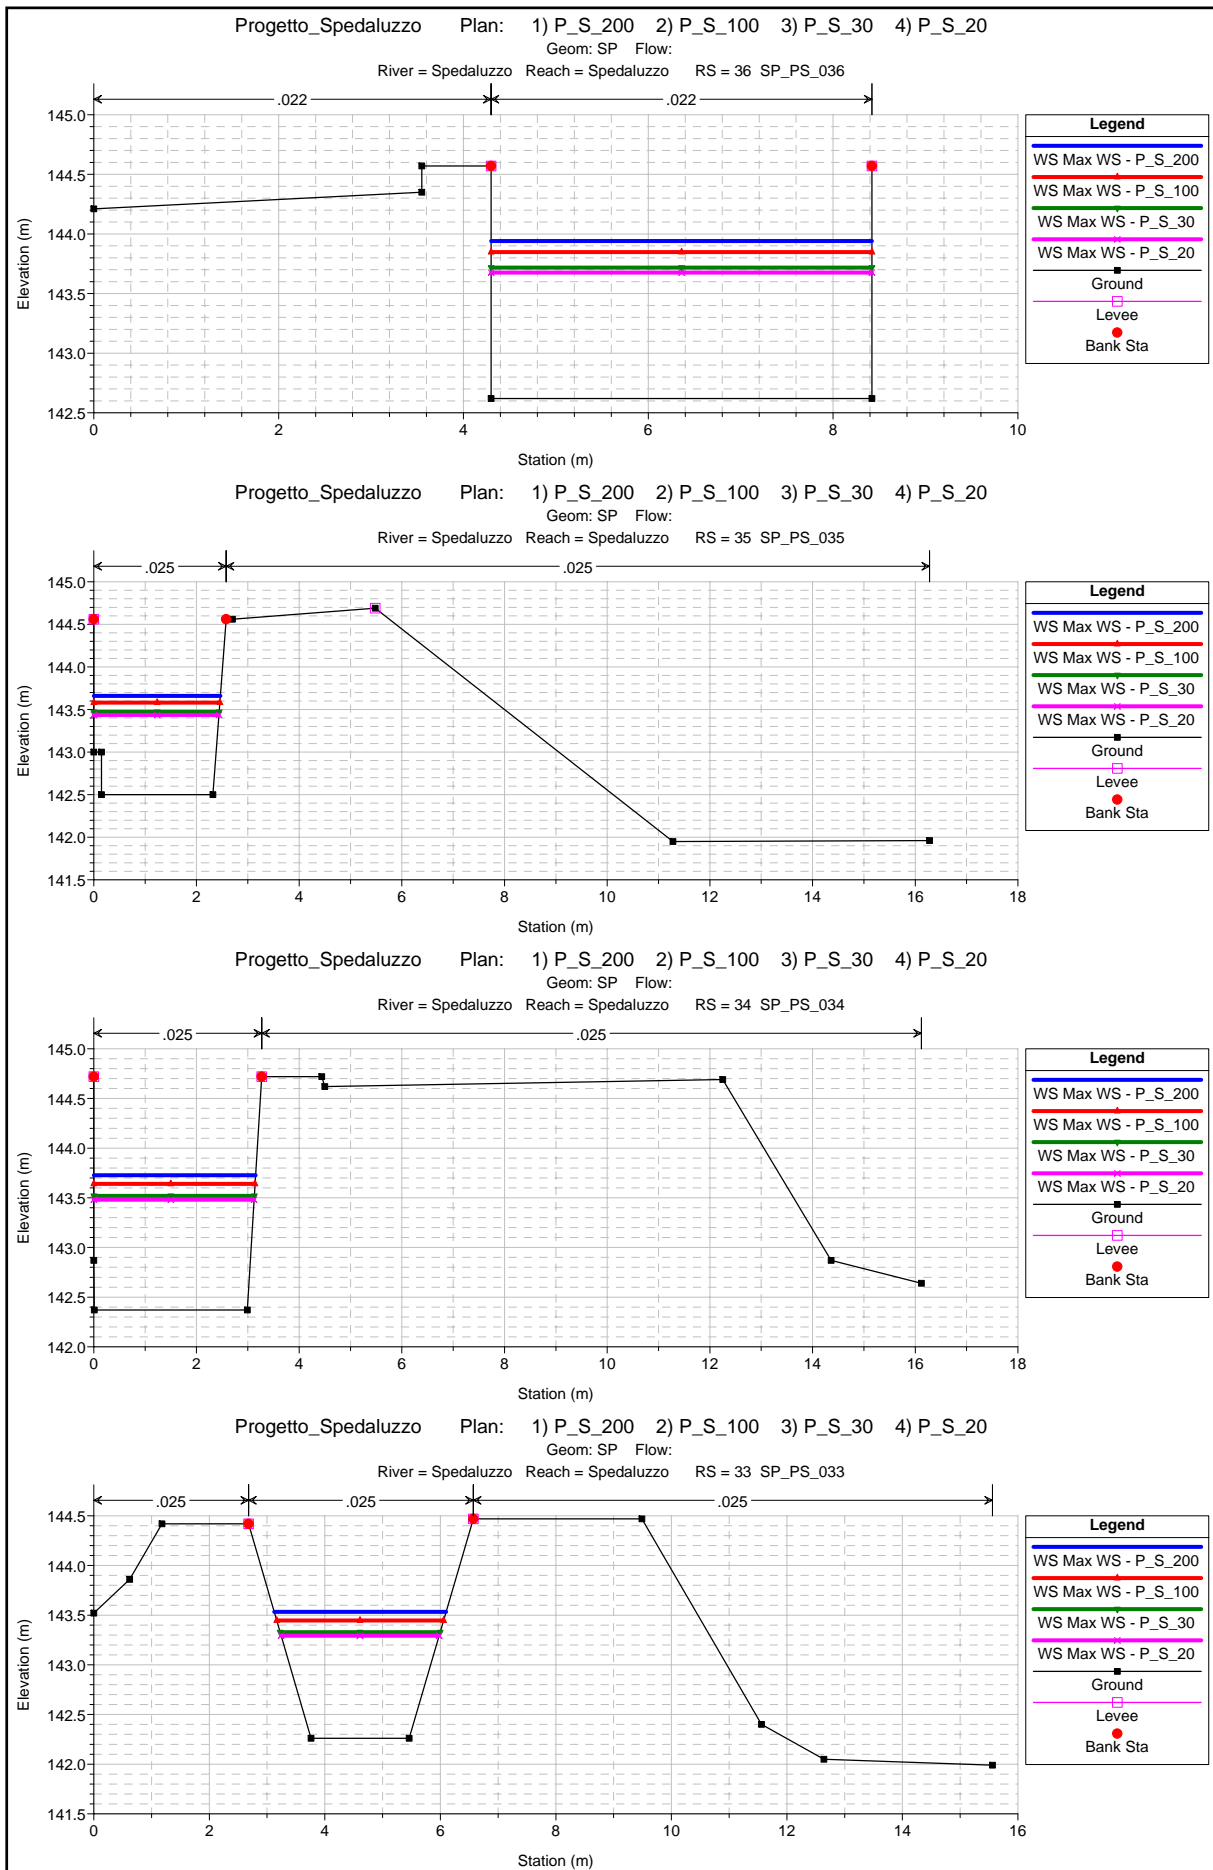 Progetto_Spedaluzzo Plan: 1) P_S_200 2) P_S_100 3) P_S_30 4) P_S_20
Geom: SP Flow:
River = Spedaluzzo Reach = Spedaluzzo RS = 36 SP_PS_036
.022 .022
145.0
144.5
144.0
143.5
143.0
142.5
Elevation (m)
0 2 4 6 8 10
Station (m)
Legend
WS Max WS - P_S_200
WS Max WS - P_S_100
WS Max WS - P_S_30
WS Max WS - P_S_20
Ground
Levee
Bank Sta
Progetto_Spedaluzzo Plan: 1) P_S_200 2) P_S_100 3) P_S_30 4) P_S_20
Geom: SP Flow:
River = Spedaluzzo Reach = Spedaluzzo RS = 35 SP_PS_035
.025 .025
145.0
144.5
144.0
143.5
143.0
142.5
142.0
141.5
Elevation (m)
0 2 4 6 8 10 12 14 16 18
Station (m)
Legend
WS Max WS - P_S_200
WS Max WS - P_S_100
WS Max WS - P_S_30
WS Max WS - P_S_20
Ground
Levee
Bank Sta
Progetto_Spedaluzzo Plan: 1) P_S_200 2) P_S_100 3) P_S_30 4) P_S_20
Geom: SP Flow:
River = Spedaluzzo Reach = Spedaluzzo RS = 34 SP_PS_034
.025 .025
145.0
144.5
144.0
143.5
143.0
142.5
142.0
Elevation (m)
0 2 4 6 8 10 12 14 16 18
Station (m)
Legend
WS Max WS - P_S_200
WS Max WS - P_S_100
WS Max WS - P_S_30
WS Max WS - P_S_20
Ground
Levee
Bank Sta
Progetto_Spedaluzzo Plan: 1) P_S_200 2) P_S_100 3) P_S_30 4) P_S_20
Geom: SP Flow:
River = Spedaluzzo Reach = Spedaluzzo RS = 33 SP_PS_033
.025 .025 .025
144.5
144.0
143.5
143.0
142.5
142.0
141.5
Elevation (m)
0 2 4 6 8 10 12 14 16
Station (m)
Legend
WS Max WS - P_S_200
WS Max WS - P_S_100
WS Max WS - P_S_30
WS Max WS - P_S_20
Ground
Levee
Bank Sta